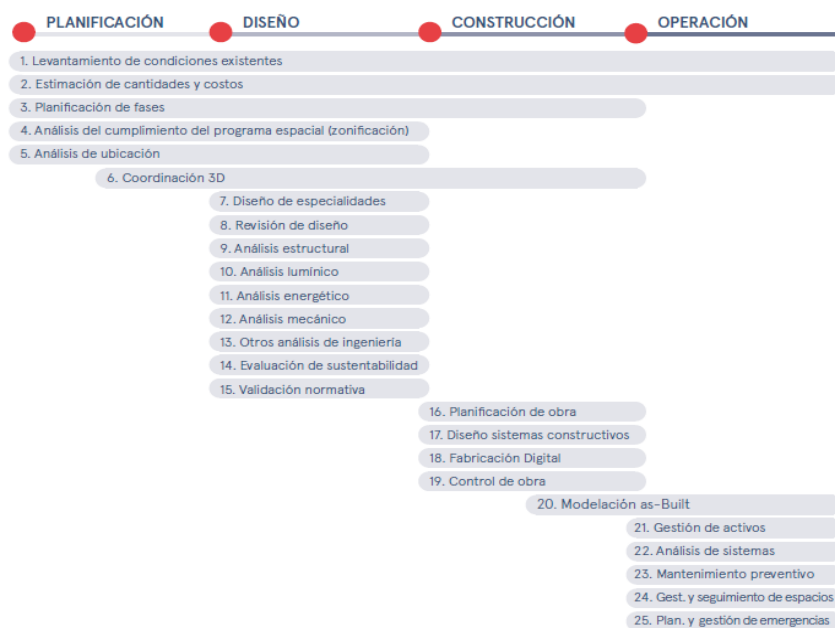 PLANIFICACIÓN
DISEÑO
CONSTRUCCIÓN
OPERACIÓN
1. Levantamiento de condiciones existentes
2. Estimación de cantidades y costos
3. Planificación de fases
4. Análisis del cumplimiento del programa espacial (zonificación)
5. Análisis de ubicación
6. Coordinación 3D
7. Diseño de especialidades
8. Revisión de diseño
9. Análisis estructural
10. Análisis lumínico
11. Análisis energético
12. Análisis mecánico
13. Otros análisis de ingeniería
14. Evaluación de sustentabilidad
15. Validación normativa
16. Planificación de obra
17. Diseño sistemas constructivos
18. Fabricación Digital
19. Control de obra
20. Modelación as-Built
21. Gestión de activos
22. Análisis de sistemas
23. Mantenimiento preventivo
24. Gest. y seguimiento de espacios
25. Plan. y gestión de emergencias